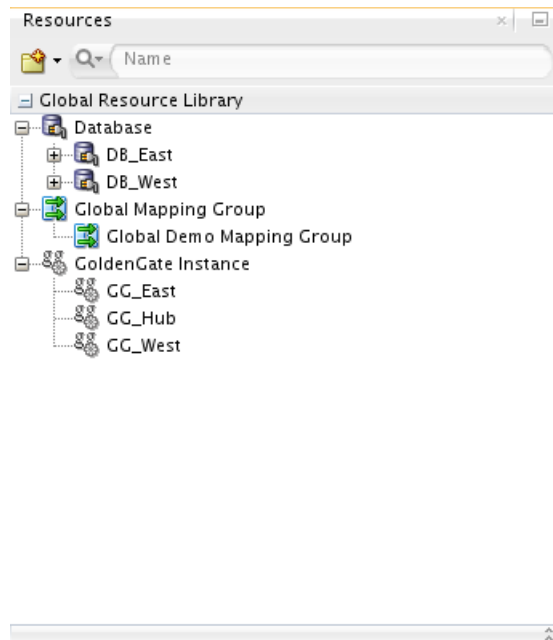 Resources
Name
Global Resource Library
Database
DB_East
DB_West
Global Mapping Group
Global Demo Mapping Group
GoldenGate Instance
GG_East
GG_Hub
GG_West